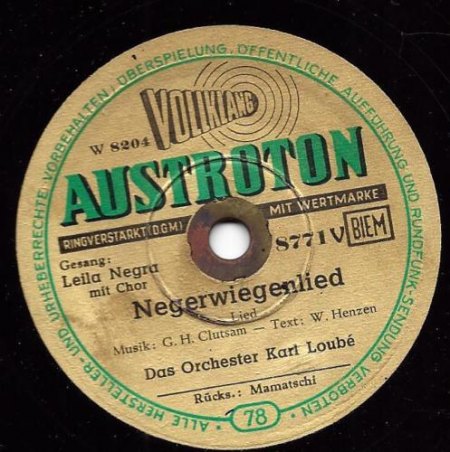 • ALLE HERSTELLER- UND URHEBERRECHTE VORBEHALTEN / ÜBERSPIELUNG, ÖFFENTLICHE AUFFÜHRUNG UND RUNDFUNK-SENDUNG VERBOTEN •
VOLLKLANG
W 8204
AUSTROTON
RINGVERSTÄRKT (D.G.M.) MIT WERTMARKE
8771 V BIEM
Gesang:
Leila Negra
mit Chor
Negerwiegenlied
Lied
Musik: G. H. Clutsam — Text: W. Henzen
Das Orchester Karl Loubé
Rücks.: Mamatschi
78